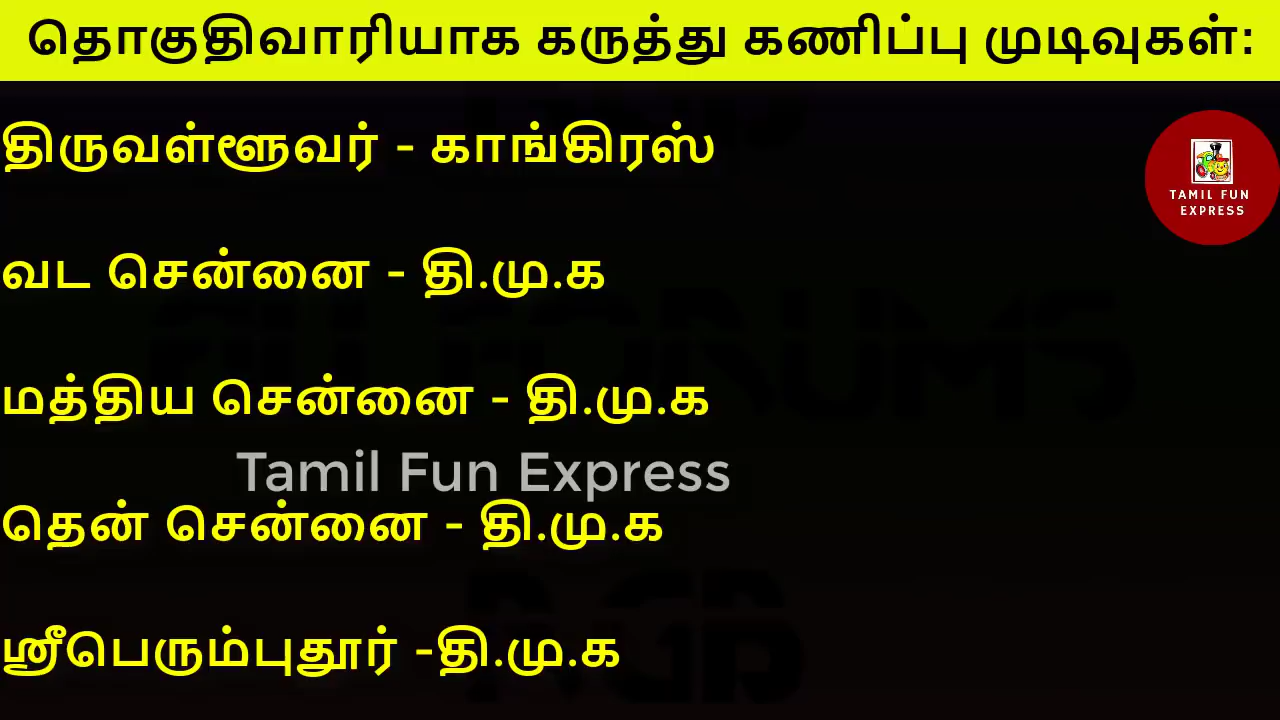 தொகுதிவாரியாக கருத்து கணிப்பு முடிவுகள்:
திருவள்ளூவர் - காங்கிரஸ்
TAMIL FUN
EXPRESS
வட சென்னை - தி.மு.க
மத்திய சென்னை - தி.மு.க
Tamil Fun Express
தென் சென்னை - தி.மு.க
ஸ்ரீபெரும்புதூர் -தி.மு.க